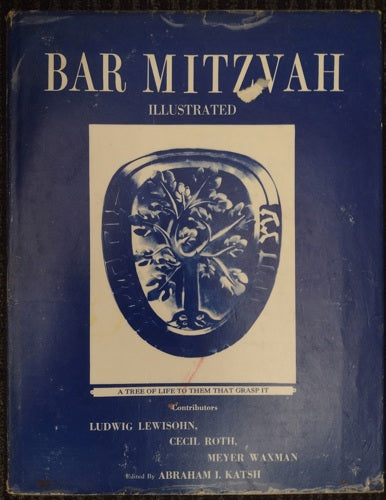 BAR MITZVAH
ILLUSTRATED
A TREE OF LIFE TO THEM THAT GRASP IT
Contributors
LUDWIG LEWISOHN,
CECIL ROTH,
MEYER WAXMAN
Edited By ABRAHAM I. KATSH